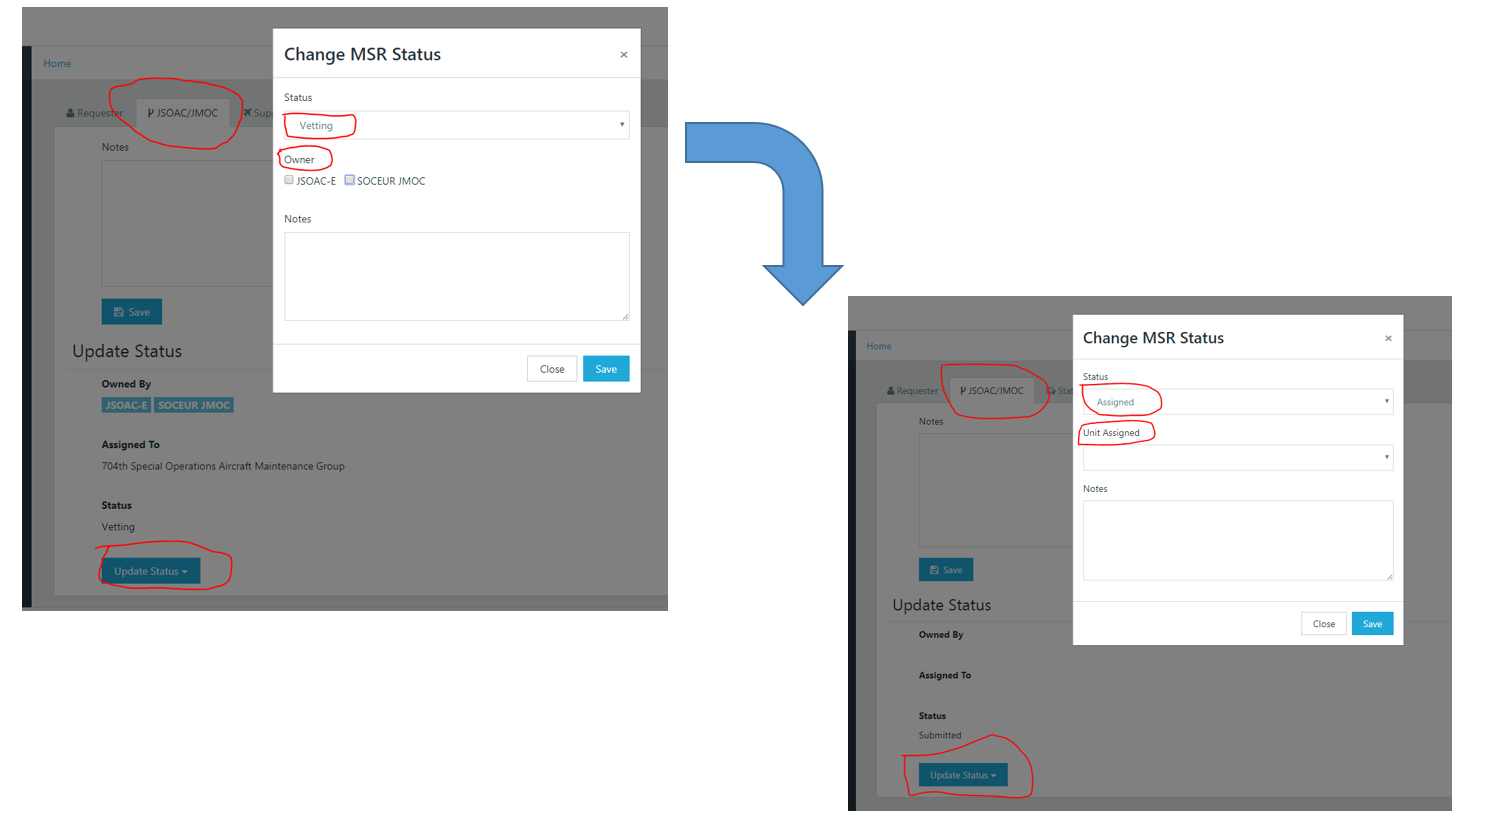 Change MSR Status ×
Home
Status
Requester JSOAC/JMOC Supp
Vetting
Notes
Owner
JSOAC-E SOCEUR JMOC
Notes
Save
Update Status
Close Save
Owned By
JSOAC-E SOCEUR JMOC
Assigned To
704th Special Operations Aircraft Maintenance Group
Status
Vetting
Update Status
Change MSR Status ×
Home
Status
Requester JSOAC/JMOC Stat
Assigned
Notes
Unit Assigned
Notes
Save
Update Status
Close Save
Owned By
Assigned To
Status
Submitted
Update Status